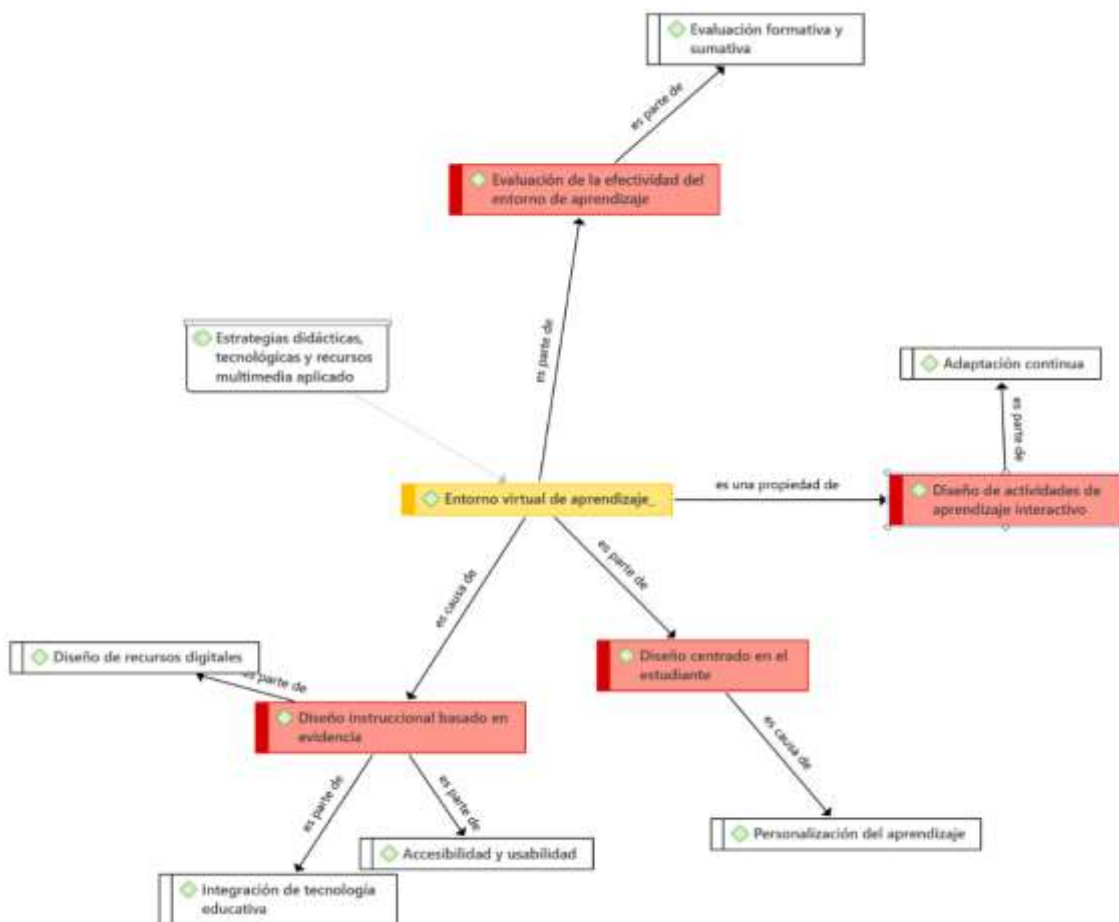 Evaluación formativa y
sumativa
es parte de
Evaluación de la efectividad del
entorno de aprendizaje
es parte de
Estrategias didácticas,
tecnológicas y recursos
multimedia aplicado
Adaptación continua
es parte de
Entorno virtual de aprendizaje_
es una propiedad de
Diseño de actividades de
aprendizaje interactivo
es causa de
es parte de
Diseño de recursos digitales
es parte de
Diseño centrado en el
estudiante
Diseño instruccional basado en
evidencia
es causa de
es parte de
es parte de
Personalización del aprendizaje
Accesibilidad y usabilidad
Integración de tecnología
educativa